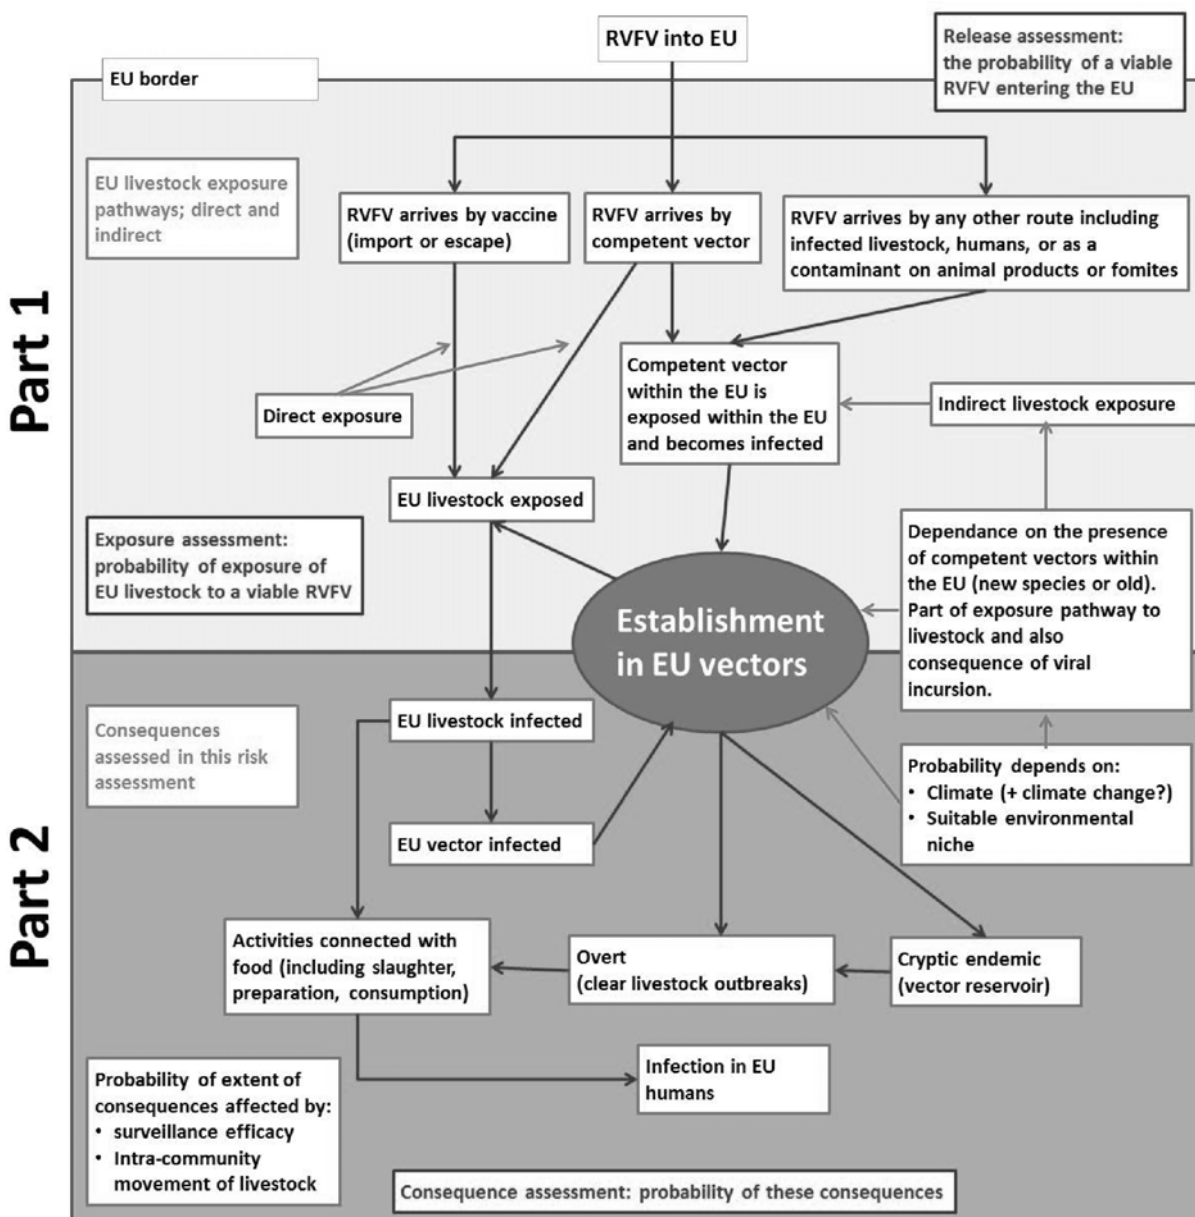 RVFV into EU
Release assessment:
the probability of a viable
RVFV entering the EU
EU border
Part 1
EU livestock exposure
pathways; direct and
indirect
RVFV arrives by vaccine
(import or escape)
RVFV arrives by
competent vector
RVFV arrives by any other route including
infected livestock, humans, or as a
contaminant on animal products or fomites
Direct exposure
Competent vector
within the EU is
exposed within the EU
and becomes infected
Indirect livestock exposure
EU livestock exposed
Exposure assessment:
probability of exposure of
EU livestock to a viable RVFV
Dependance on the presence
of competent vectors within
the EU (new species or old).
Part of exposure pathway to
livestock and also
consequence of viral
incursion.
Establishment
in EU vectors
Part 2
Consequences
assessed in this risk
assessment
EU livestock infected
Probability depends on:
• Climate (+ climate change?)
• Suitable environmental
niche
EU vector infected
Activities connected with
food (including slaughter,
preparation, consumption)
Overt
(clear livestock outbreaks)
Cryptic endemic
(vector reservoir)
Infection in EU
humans
Probability of extent of
consequences affected by:
• surveillance efficacy
• Intra-community
movement of livestock
Consequence assessment: probability of these consequences